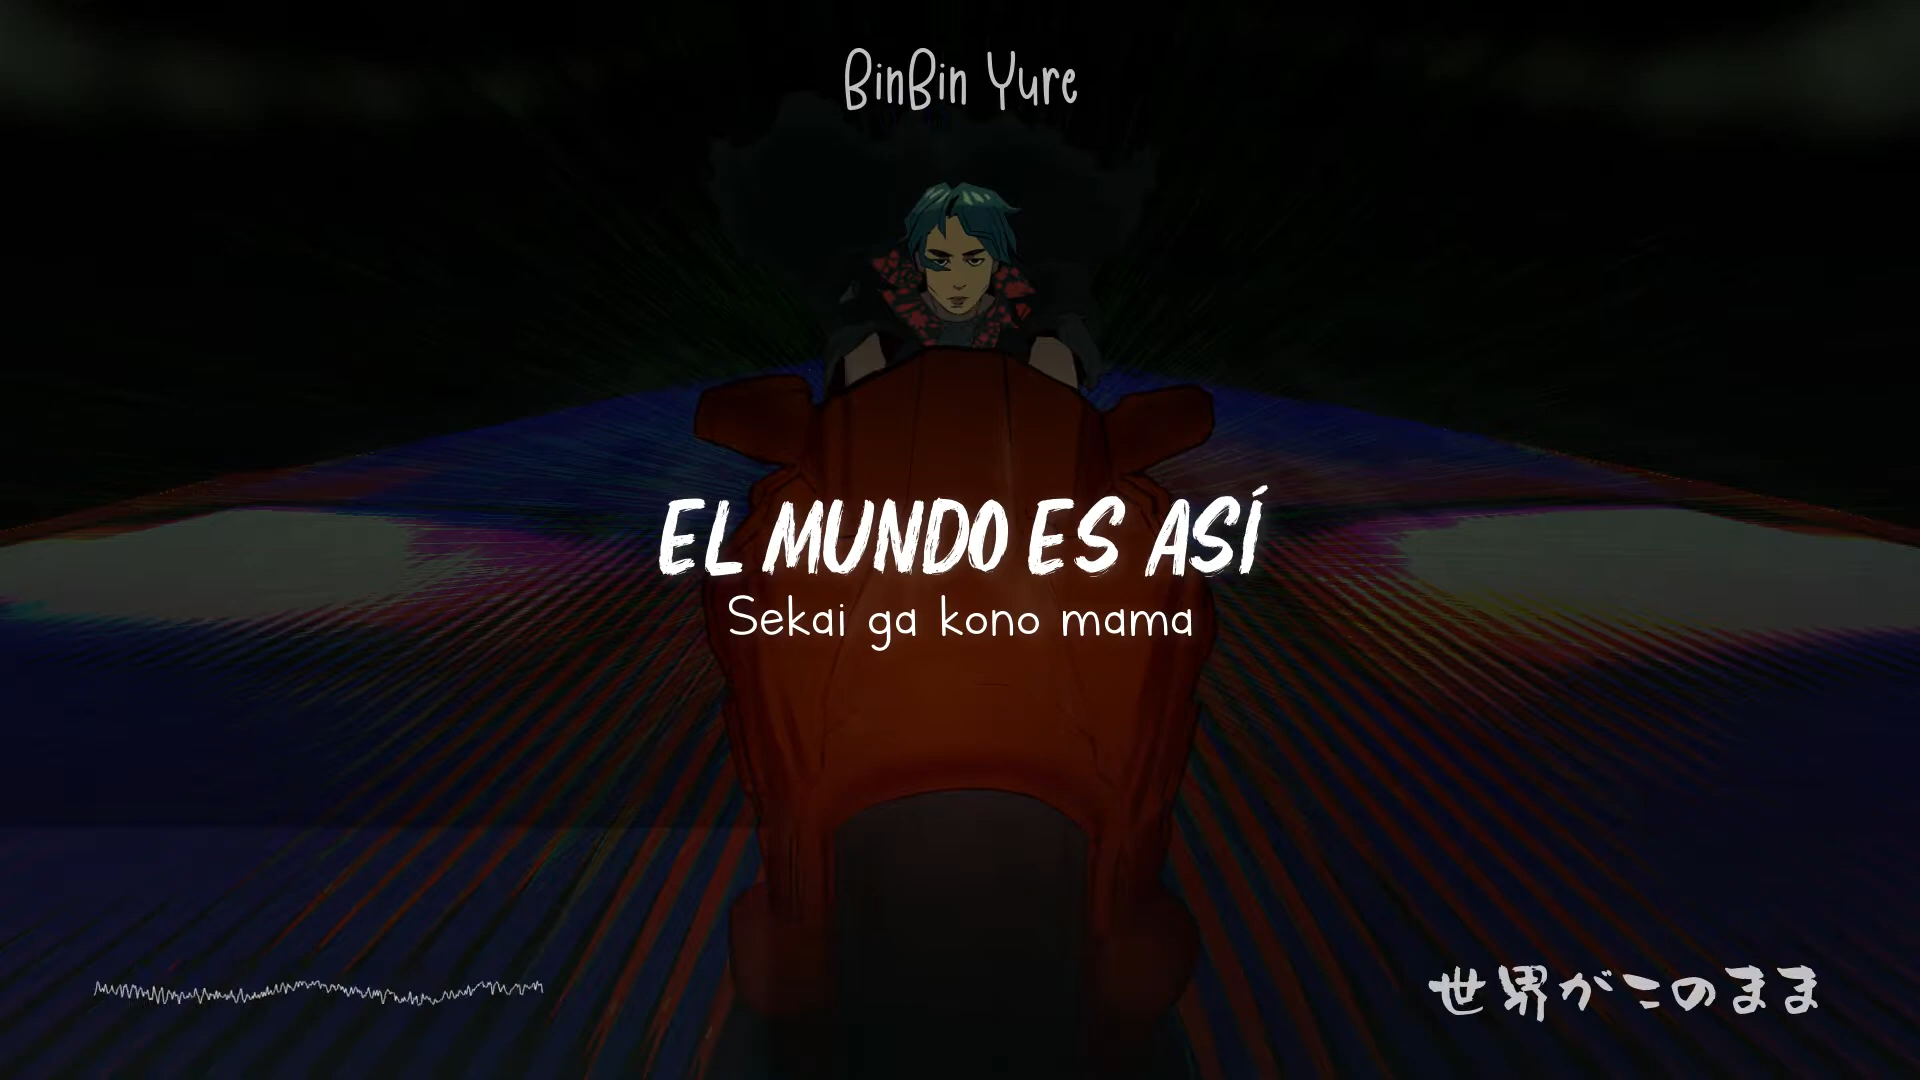 BinBin Yure
EL MUNDO ES ASÍ
Sekai ga kono mama
世界がこのまま